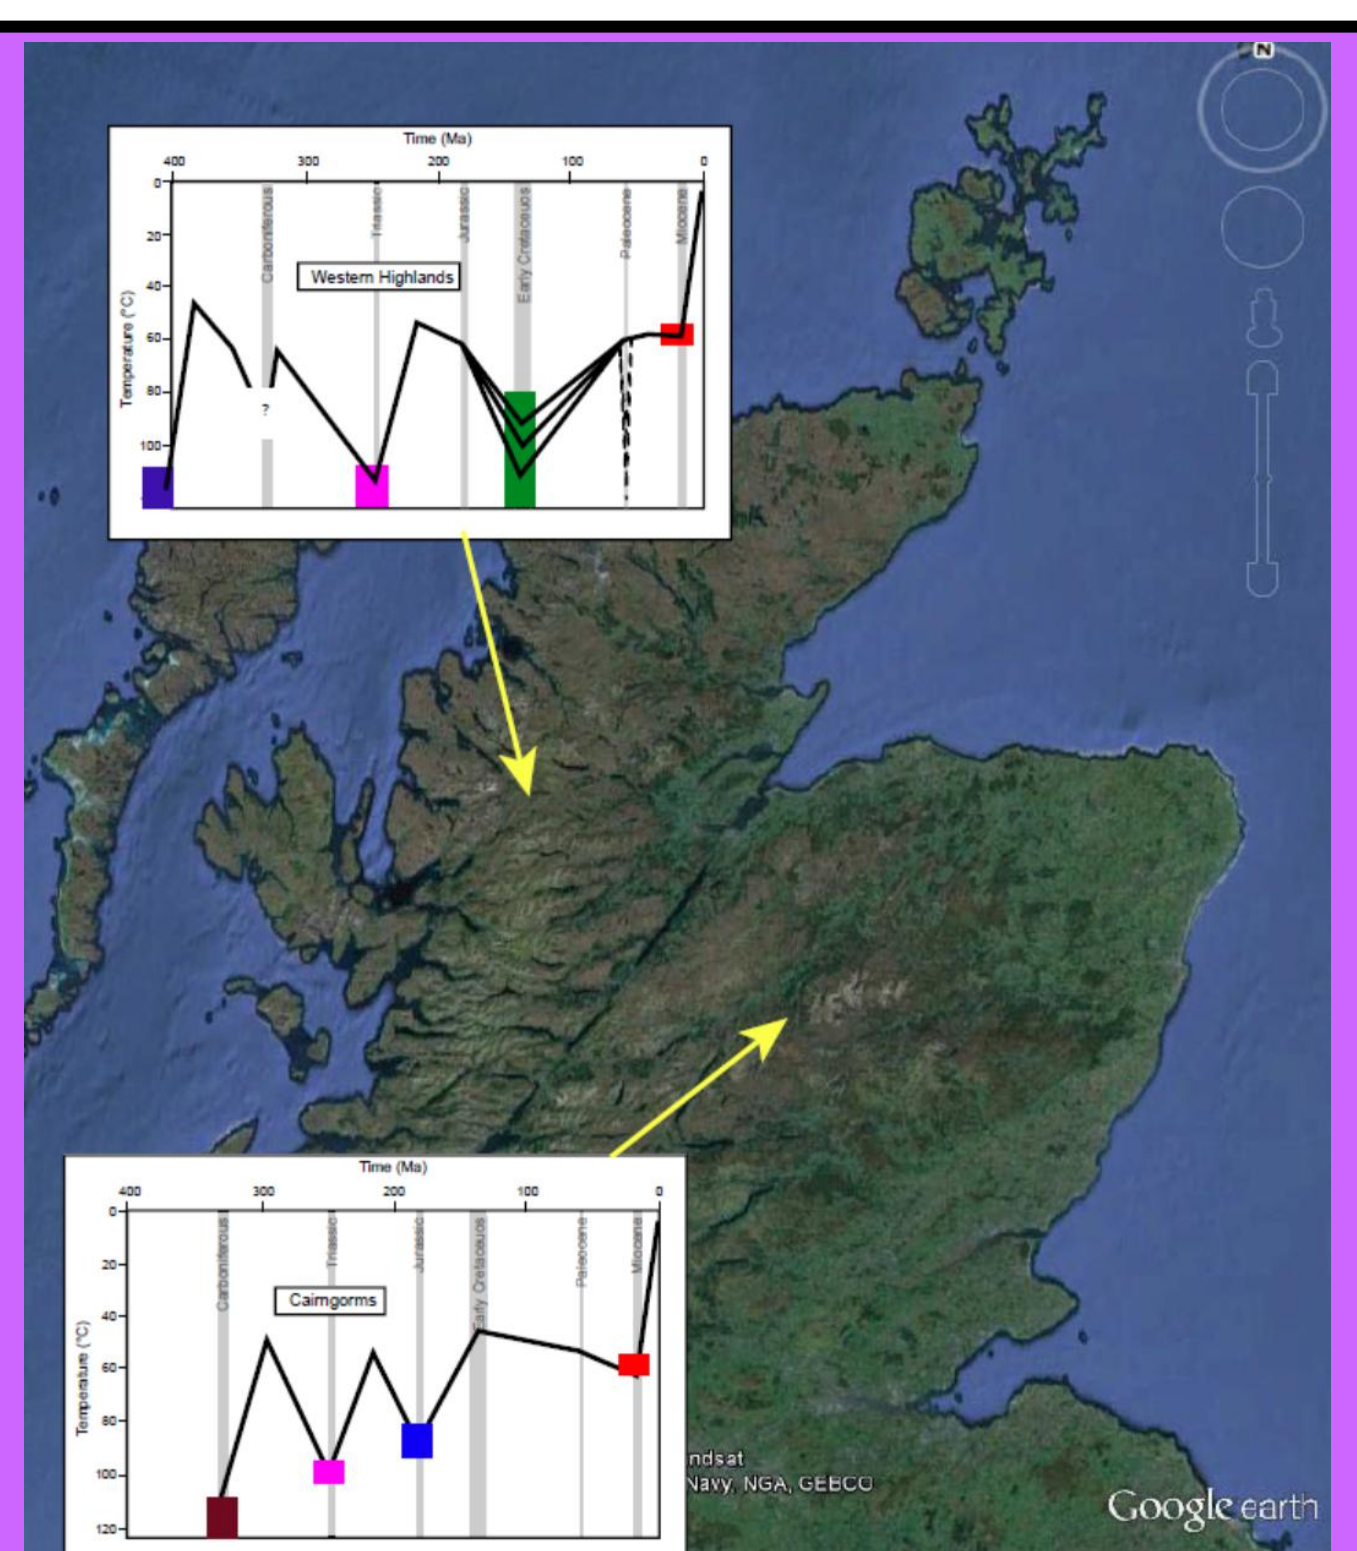 N
Time (Ma)
400 300 200 100 0
Temperature (°C)
0
20
40
60
80
100
Carboniferous
Triassic
Jurassic
Early Cretaceous
Paleocene
Miocene
Western Highlands
?
Time (Ma)
400 300 200 100 0
Temperature (°C)
0
20
40
60
80
100
120
Carboniferous
Triassic
Jurassic
Early Cretaceous
Paleocene
Miocene
Cairngorms
ndsat
Navy, NGA, GEBCO
Google earth